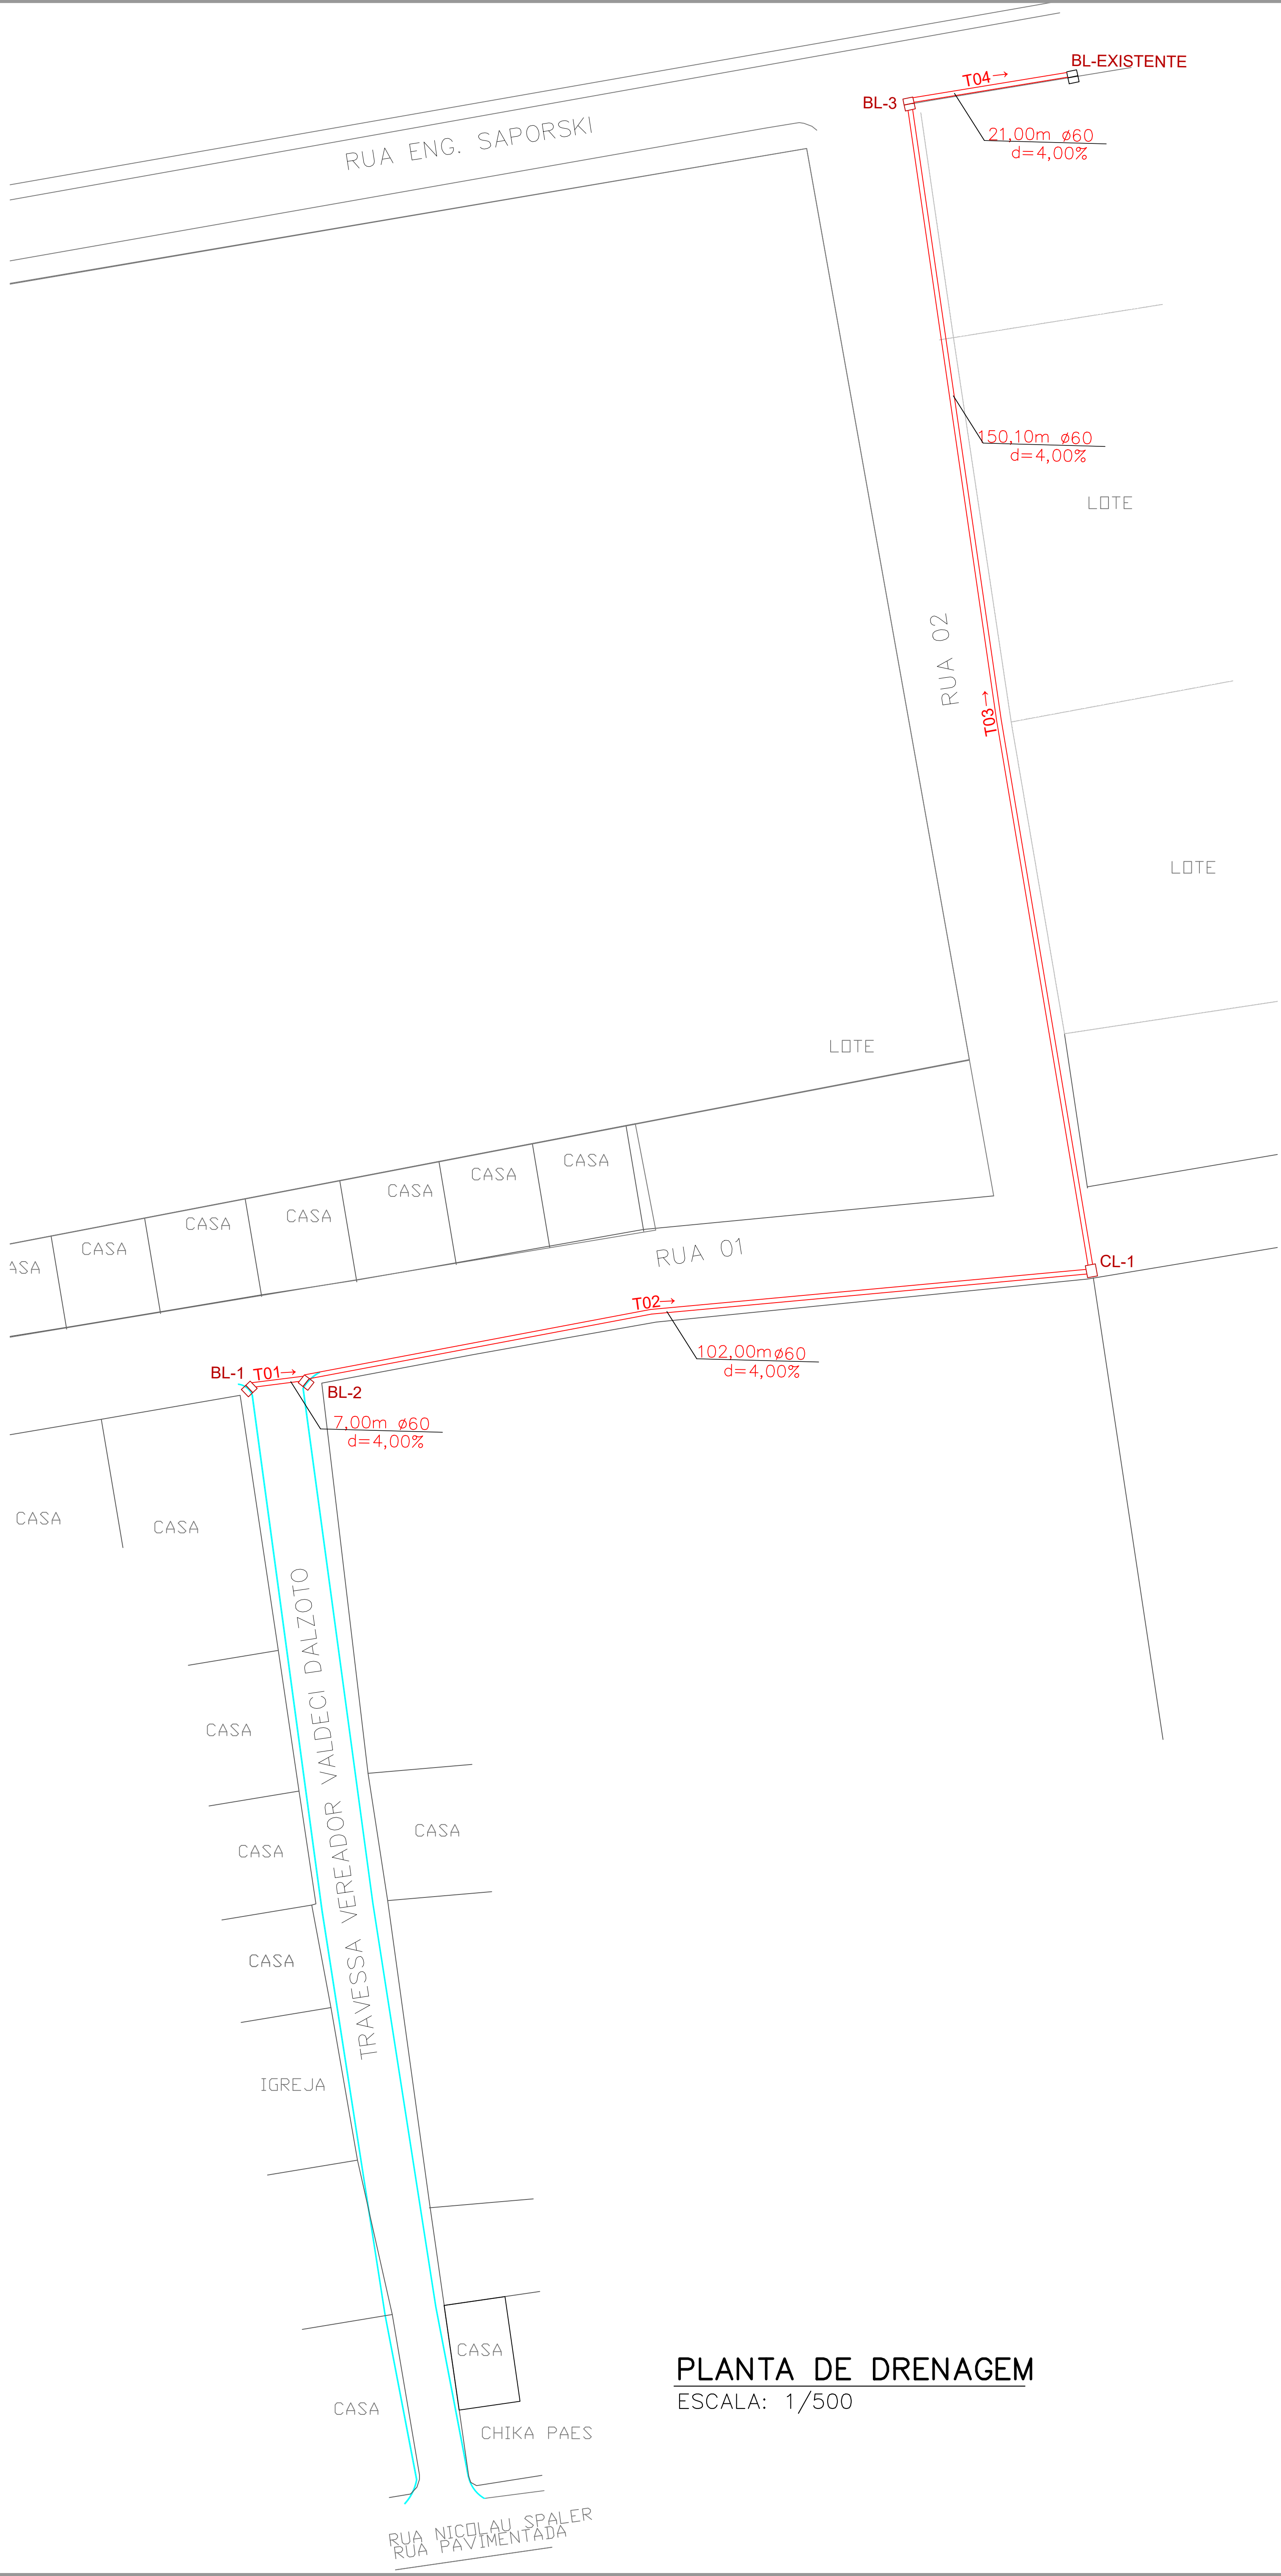 BL-EXISTENTE
T04→
BL-3
RUA ENG. SAPORSKI
21,00m ø60
d=4,00%
150,10m ø60
d=4,00%
LOTE
RUA 02
T03→
LOTE
LOTE
CASA
CASA
CASA
CASA
CASA
CASA
ASA
RUA 01
CL-1
T02→
102,00mø60
d=4,00%
BL-1
T01→
BL-2
7,00m ø60
d=4,00%
CASA
CASA
TRAVESSA VEREADOR VALDECI DALZOTO
CASA
CASA
CASA
CASA
IGREJA
CASA
CASA
CHIKA PAES
PLANTA DE DRENAGEM
ESCALA: 1/500
RUA NICOLAU SPALER
RUA PAVIMENTADA